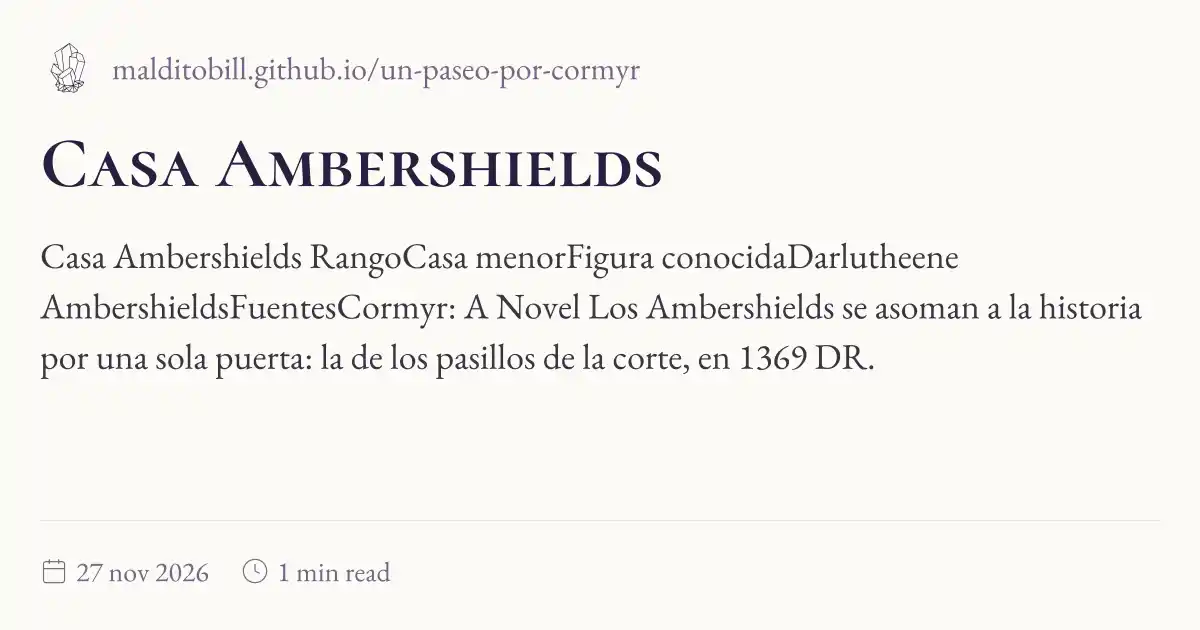 malditobill.github.io/un-paseo-por-cormyr
Casa Ambershields
Casa Ambershields RangoCasa menorFigura conocidaDarlutheene
AmbershieldsFuentesCormyr: A Novel Los Ambershields se asoman a la historia
por una sola puerta: la de los pasillos de la corte, en 1369 DR.
27 nov 2026
1 min read